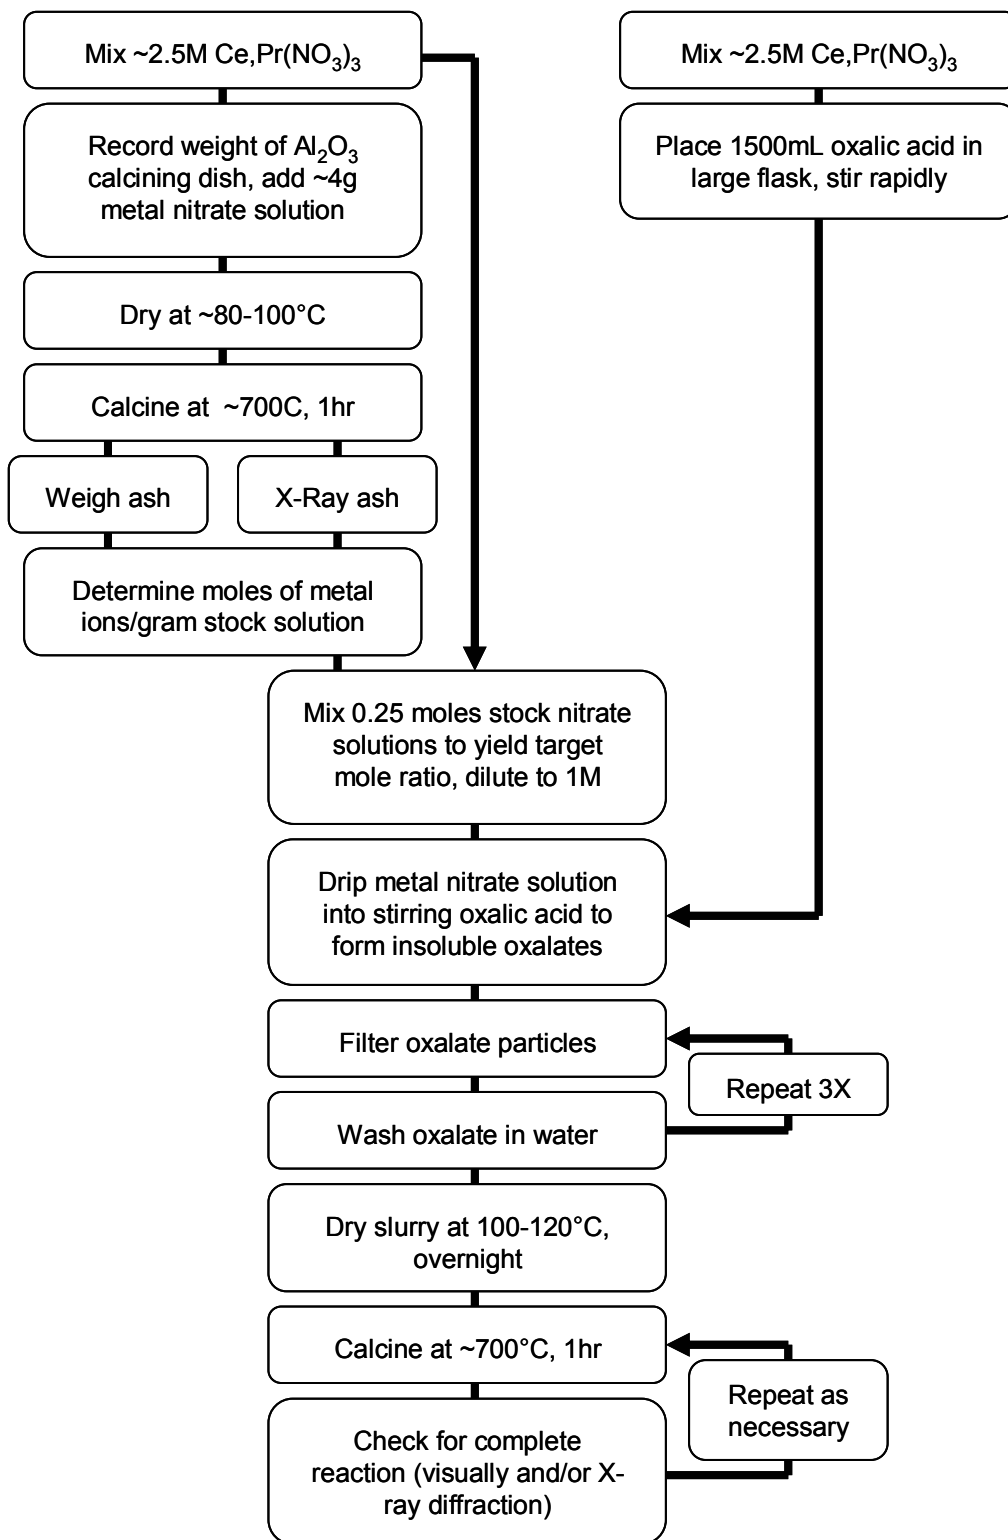 Mix ~2.5M Ce,Pr(NO₃)₃
Record weight of Al₂O₃
calcining dish, add ~4g
metal nitrate solution
Dry at ~80-100°C
Calcine at ~700C, 1hr
Weigh ash
X-Ray ash
Determine moles of metal
ions/gram stock solution
Mix ~2.5M Ce,Pr(NO₃)₃
Place 1500mL oxalic acid in
large flask, stir rapidly
Mix 0.25 moles stock nitrate
solutions to yield target
mole ratio, dilute to 1M
Drip metal nitrate solution
into stirring oxalic acid to
form insoluble oxalates
Filter oxalate particles
Repeat 3X
Wash oxalate in water
Dry slurry at 100-120°C,
overnight
Calcine at ~700°C, 1hr
Repeat as
necessary
Check for complete
reaction (visually and/or X-
ray diffraction)